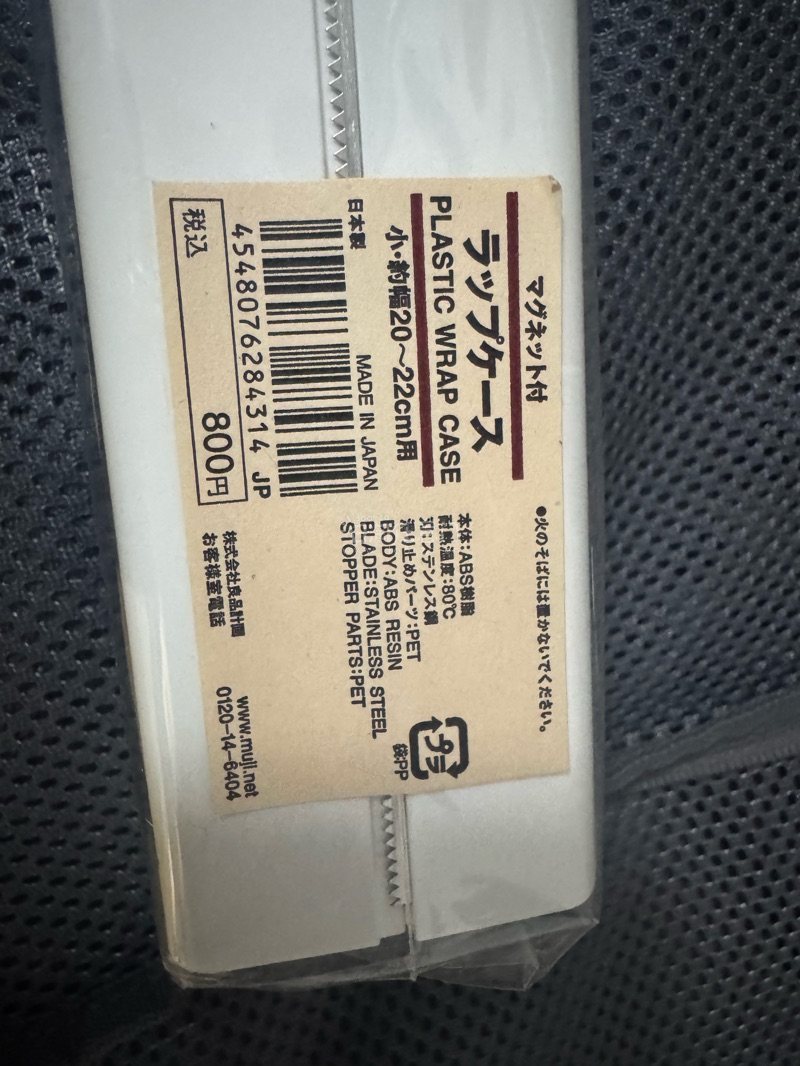 マグネット付
ラップケース
PLASTIC WRAP CASE
小・約幅20～22cm用
日本製
MADE IN JAPAN
4548076284314 JP
税込
800円
●火のそばには置かないでください。
本体:ABS樹脂
耐熱温度:80℃
刃:ステンレス鋼
滑り止めパーツ:PET
BODY:ABS RESIN
BLADE:STAINLESS STEEL
STOPPER PARTS:PET
プラ
袋:PP
株式会社良品計画
お客様室電話
www.muji.net
0120-14-6404